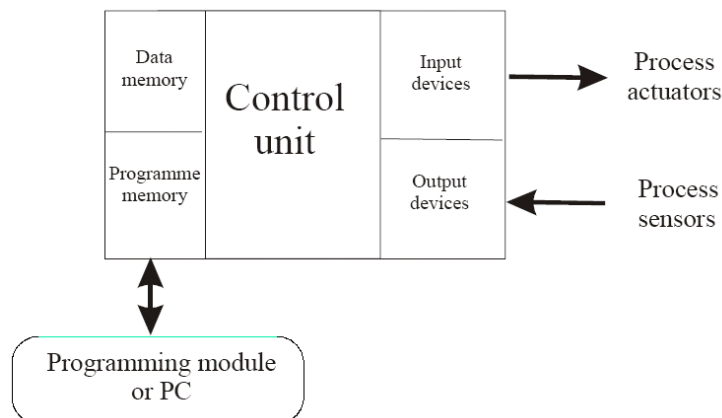 Data
memory
Programme
memory
Control
unit
Input
devices
Output
devices
Process
actuators
Process
sensors
Programming module
or PC